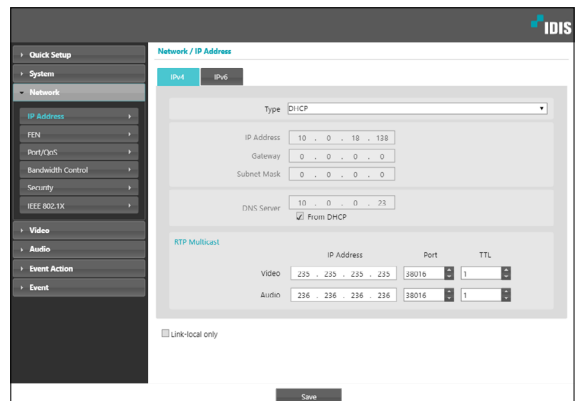 IDIS
Quick Setup
System
Network
IP Address
FEN
Port/QoS
Bandwidth Control
Security
IEEE 802.1X
Video
Audio
Event Action
Event
Network / IP Address
IPv4 IPv6
Type DHCP
IP Address 10 . 0 . 18 . 138
Gateway 0 . 0 . 0 . 0
Subnet Mask 0 . 0 . 0 . 0
DNS Server 10 . 0 . 0 . 23
From DHCP
RTP Multicast
IP Address Port TTL
Video 235 . 235 . 235 . 235 38016 1
Audio 236 . 236 . 236 . 236 38016 1
Link-local only
Save